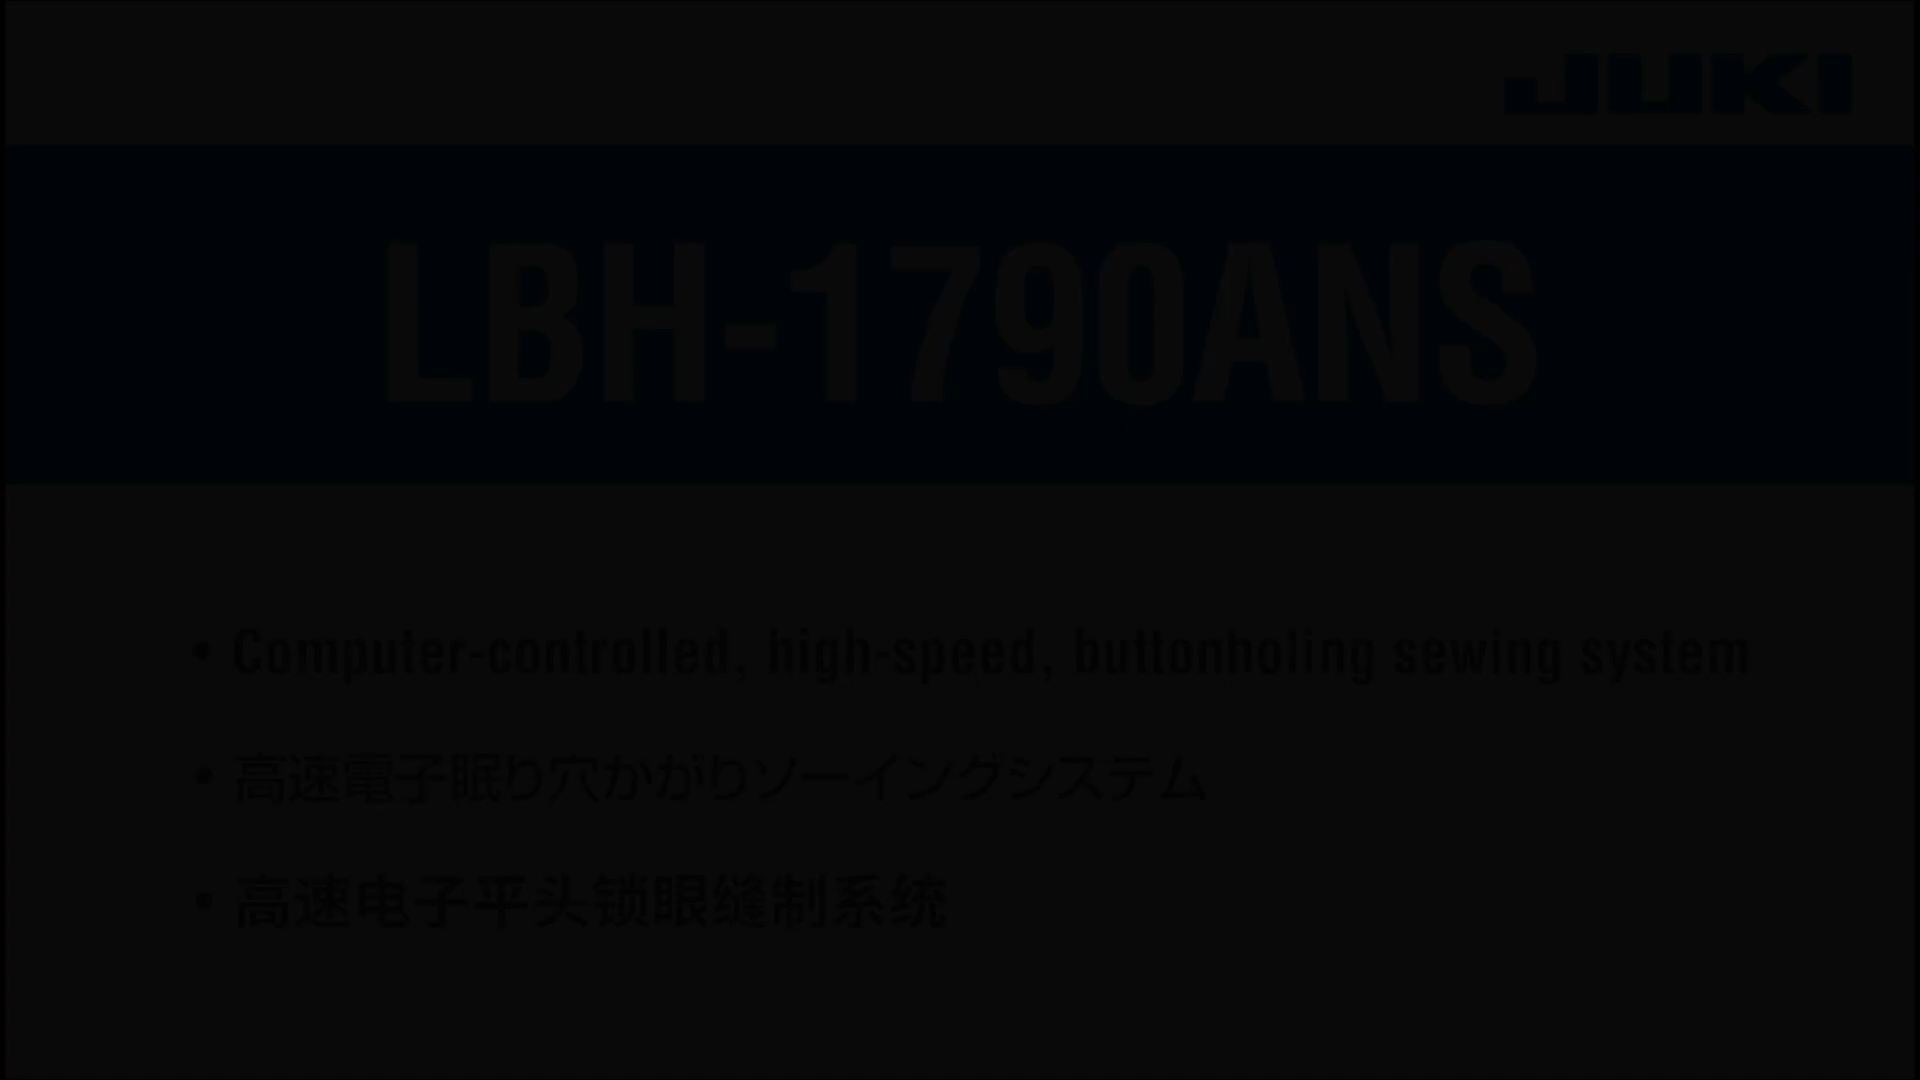 JUKI
LBH-1790ANS
• Computer-controlled, high-speed, buttonholing sewing system
• 高速電子眠り穴かがりソーイングシステム
• 高速电子平头锁眼缝制系统